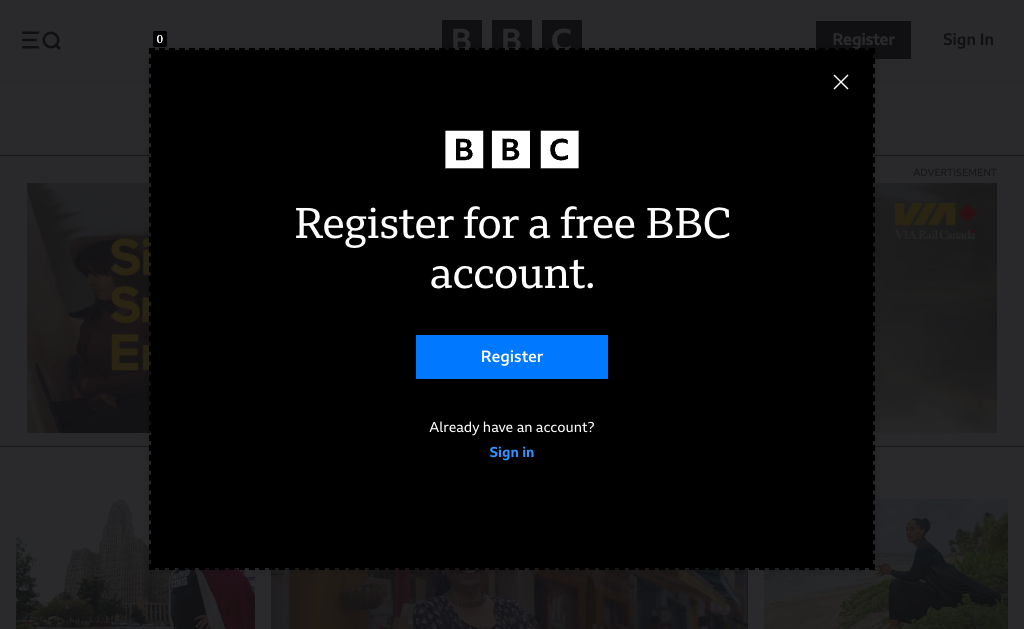 0
BBC
Register
Sign In
ADVERTISEMENT
VIA
VIA Rail Canada
BBC
Register for a free BBC
account.
Register
Already have an account?
Sign in